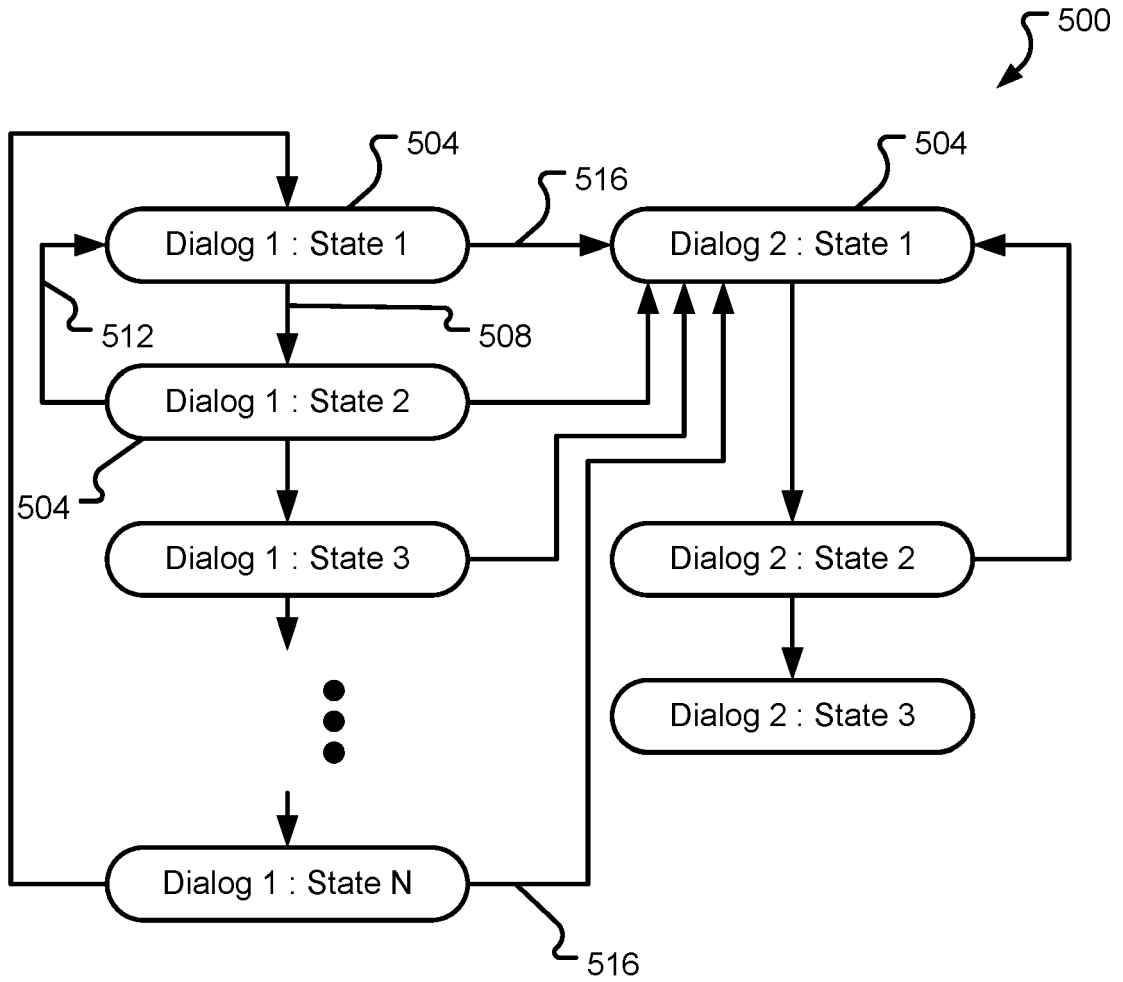 500
504
504
516
Dialog 1 : State 1
Dialog 2 : State 1
512
508
Dialog 1 : State 2
504
Dialog 1 : State 3
Dialog 2 : State 2
Dialog 2 : State 3
Dialog 1 : State N
516